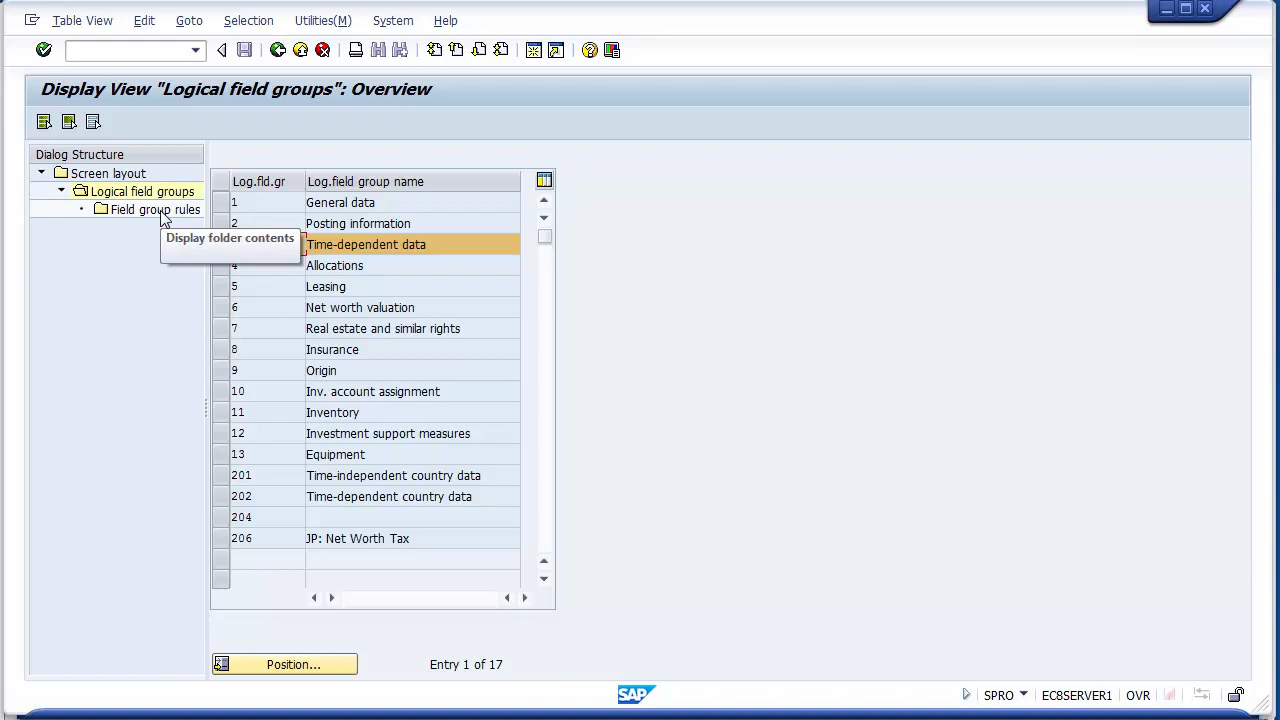 Table View Edit Goto Selection Utilities(M) System Help
Display View "Logical field groups": Overview
Dialog Structure
Screen layout
Logical field groups
Field group rules
Display folder contents
Log.fld.gr Log.field group name
1 General data
2 Posting information
Time-dependent data
4 Allocations
5 Leasing
6 Net worth valuation
7 Real estate and similar rights
8 Insurance
9 Origin
10 Inv. account assignment
11 Inventory
12 Investment support measures
13 Equipment
201 Time-independent country data
202 Time-dependent country data
204
206 JP: Net Worth Tax
Position... Entry 1 of 17
SAP SPRO EC8SERVER1 OVR